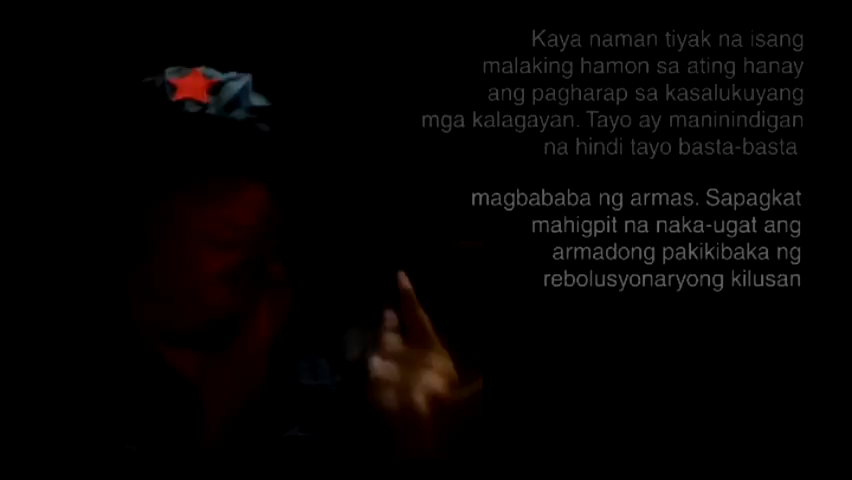 Kaya naman tiyak na isang
malaking hamon sa ating hanay
ang pagharap sa kasalukuyang
mga kalagayan. Tayo ay maninindigan
na hindi tayo basta-basta
magbababa ng armas. Sapagkat
mahigpit na naka-ugat ang
armadong pakikibaka ng
rebolusyonaryong kilusan